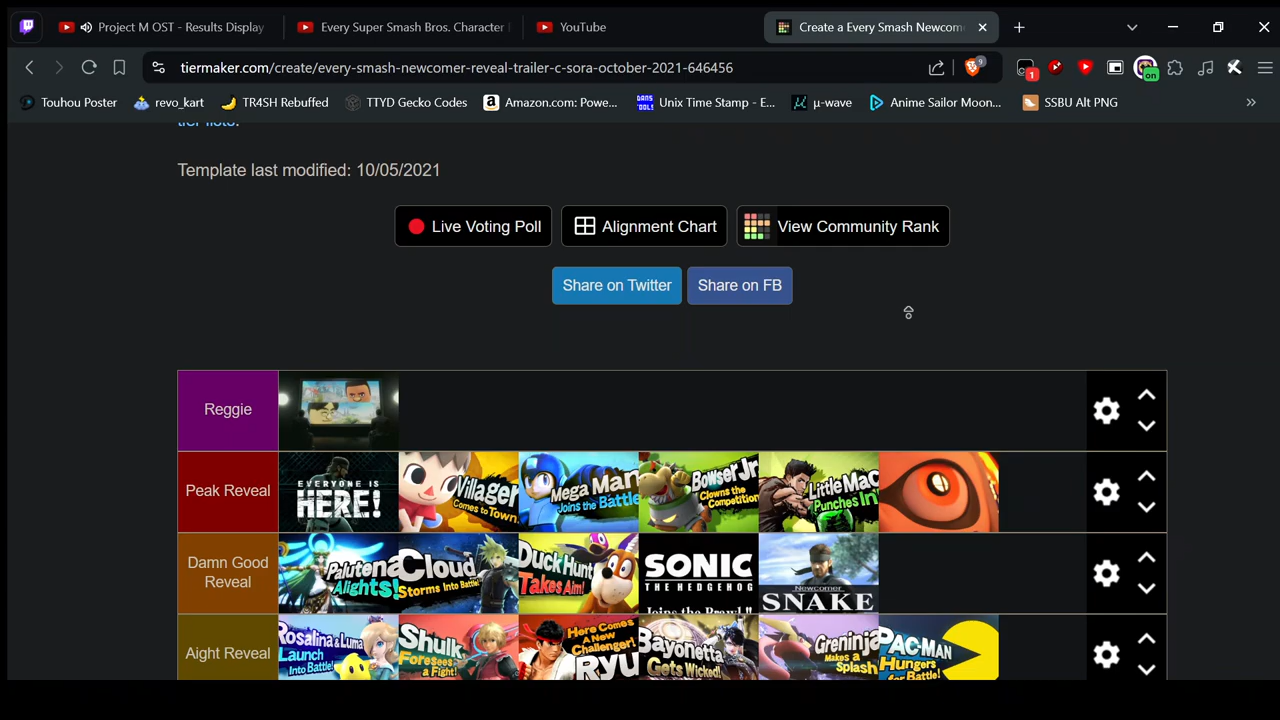 Project M OST - Results Display
Every Super Smash Bros. Character
YouTube
Create a Every Smash Newcom
tiermaker.com/create/every-smash-newcomer-reveal-trailer-c-sora-october-2021-646456
9
1
on
Touhou Poster
revo_kart
TR4SH Rebuffed
TTYD Gecko Codes
Amazon.com: Powe...
Unix Time Stamp - E...
μ-wave
Anime Sailor Moon...
SSBU Alt PNG
Template last modified: 10/05/2021
Live Voting Poll
Alignment Chart
View Community Rank
Share on Twitter
Share on FB
Reggie
Peak Reveal
EVERYONE IS
HERE!
Villager
Comes to Town
Mega Man
Joins the Battle
Bowser Jr
Clowns the
Competition
Little Mac
Punches In
Damn Good
Reveal
Palutena
Alights!
Cloud
Storms Into Battle!
Duck Hunt
Takes Aim!
SONIC
THE HEDGEHOG
Joins the Brawl!!
Newcomer
SNAKE
Aight Reveal
Rosalina & Luma
Launch
Into Battle!
Shulk
Foresees
a Fight!
Here Comes
A New
Challenger!
RYU
Bayonetta
Gets Wicked!
Greninja
Makes a
Splash
PAC-MAN
Hungers
for Battle!